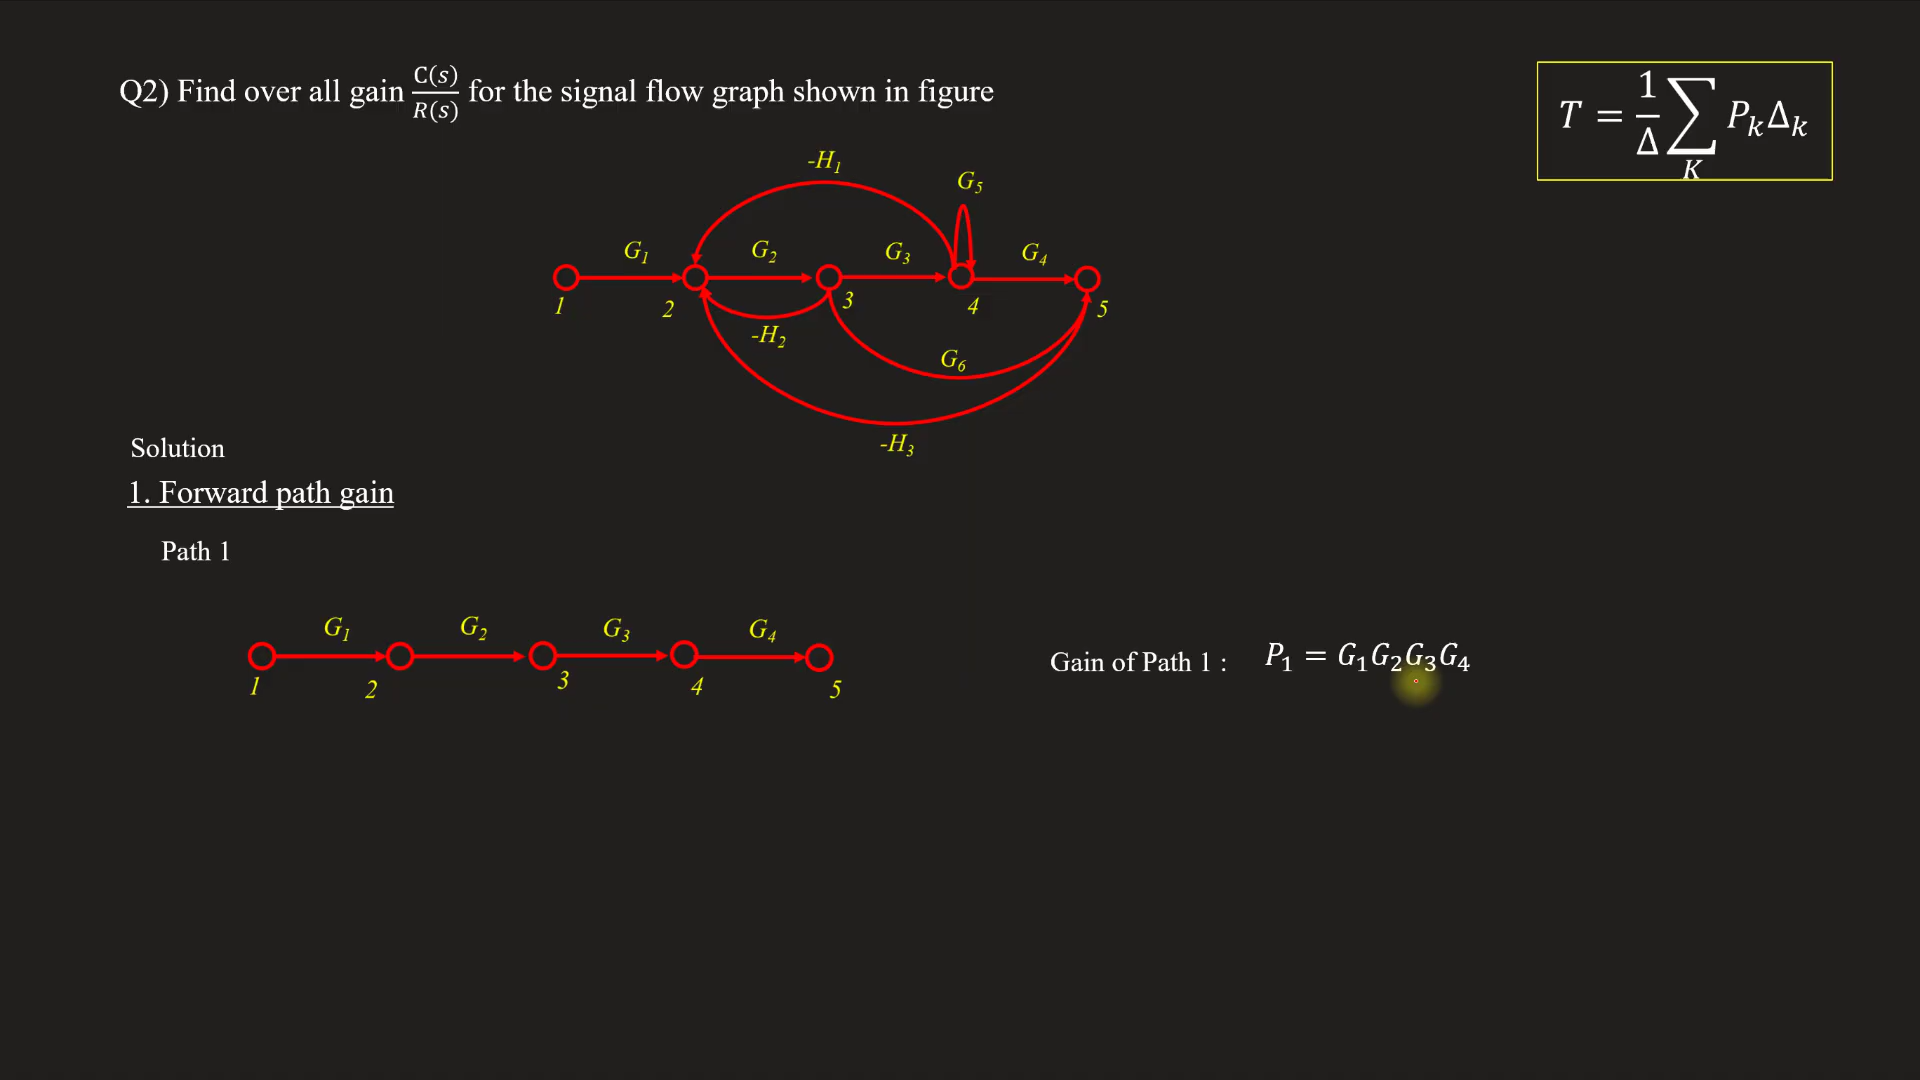 Q2) Find over all gain C(s)/R(s) for the signal flow graph shown in figure
T = 1/Δ ∑_K P_k Δ_k
-H₁
G₅
G₁ G₂ G₃ G₄
1 2 3 4 5
-H₂
G₆
-H₃
Solution
1. Forward path gain
Path 1
G₁ G₂ G₃ G₄
1 2 3 4 5
Gain of Path 1 : P₁ = G₁G₂G₃G₄